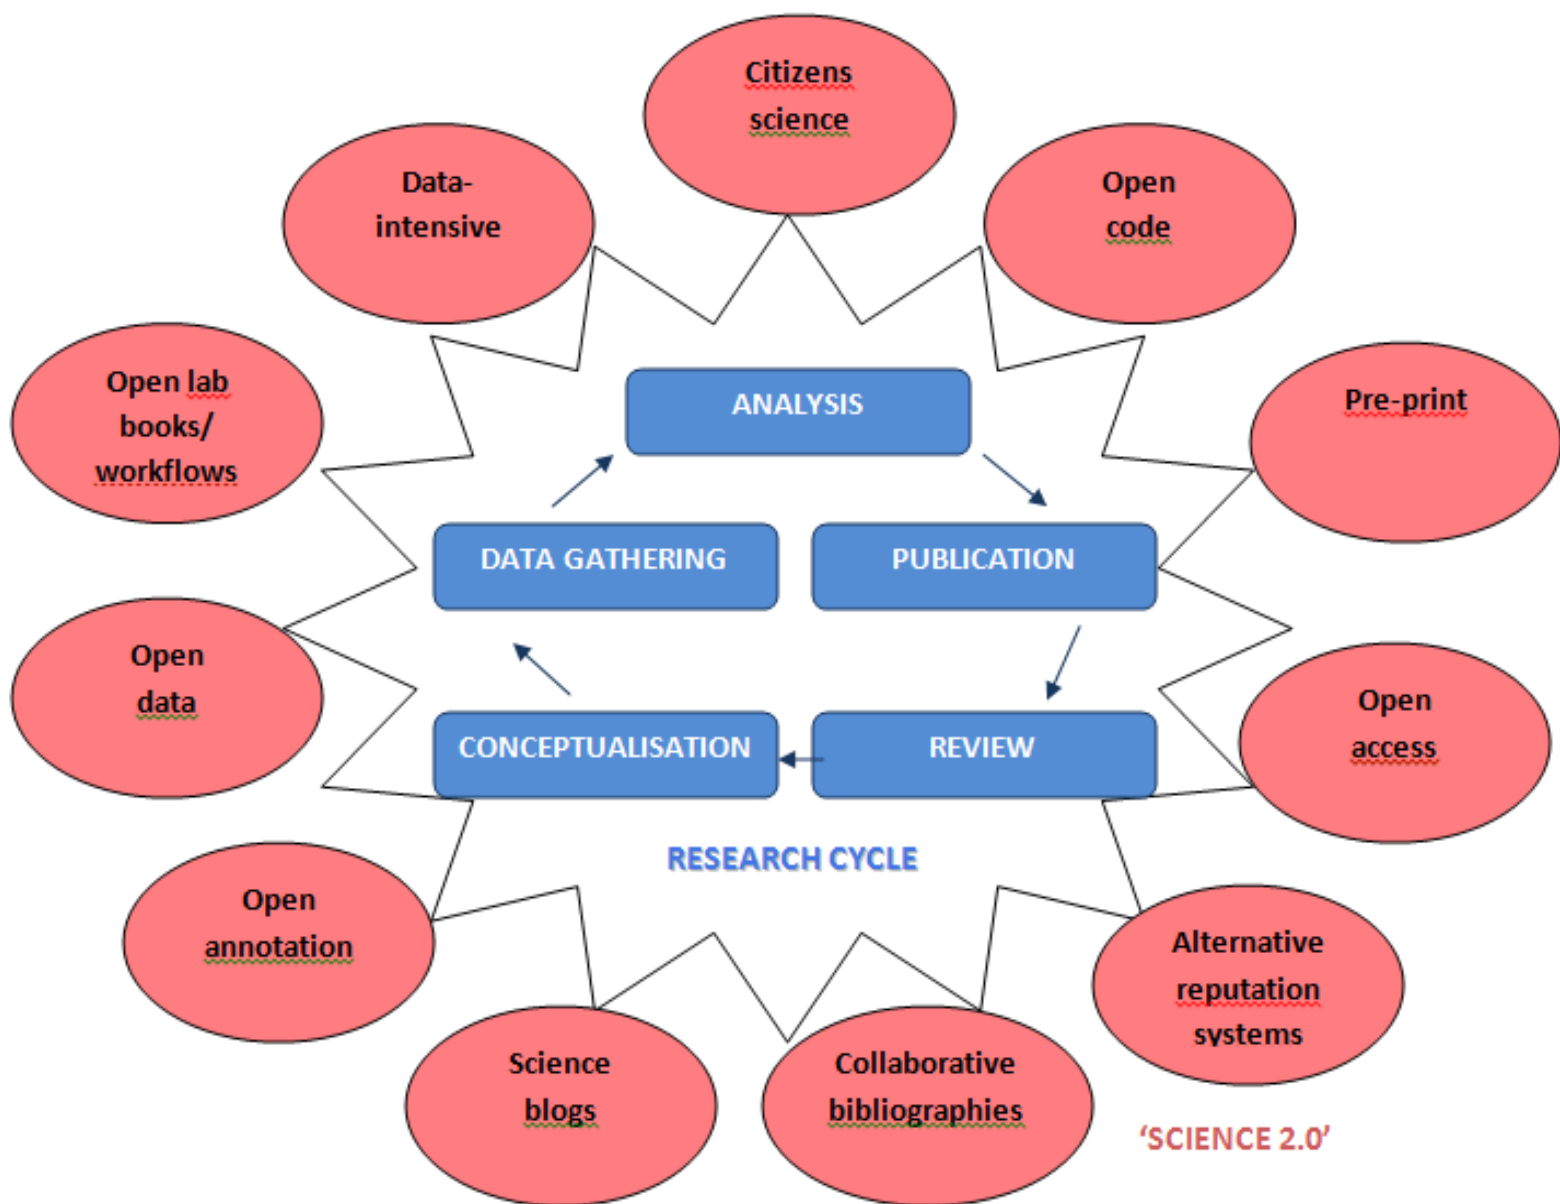 Citizens
science
Data-
intensive
Open
code
Open lab
books/
workflows
Pre-print
ANALYSIS
DATA GATHERING
PUBLICATION
Open
data
Open
access
CONCEPTUALISATION
REVIEW
RESEARCH CYCLE
Open
annotation
Alternative
reputation
systems
Science
blogs
Collaborative
bibliographies
‘SCIENCE 2.0’